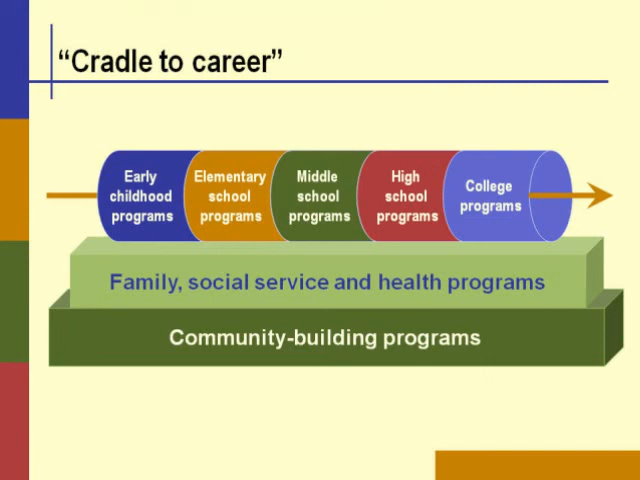 “Cradle to career”
Early
childhood
programs
Elementary
school
programs
Middle
school
programs
High
school
programs
College
programs
Family, social service and health programs
Community-building programs